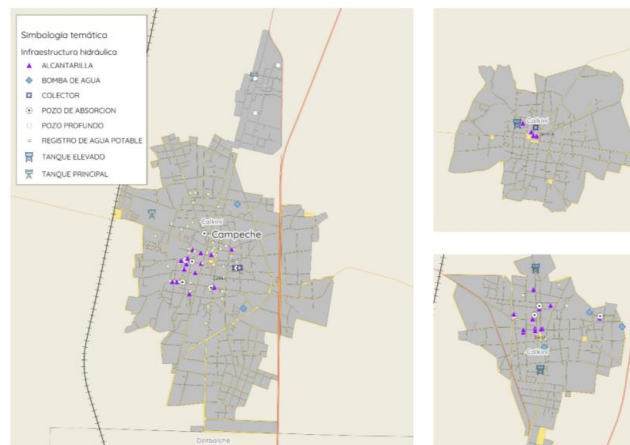 Simbología temática
Infraestructura hidráulica
ALCANTARILLA
BOMBA DE AGUA
COLECTOR
POZO DE ABSORCION
POZO PROFUNDO
REGISTRO DE AGUA POTABLE
TANQUE ELEVADO
TANQUE PRINCIPAL
Calkiní
Campeche
Calkiní
Calkiní